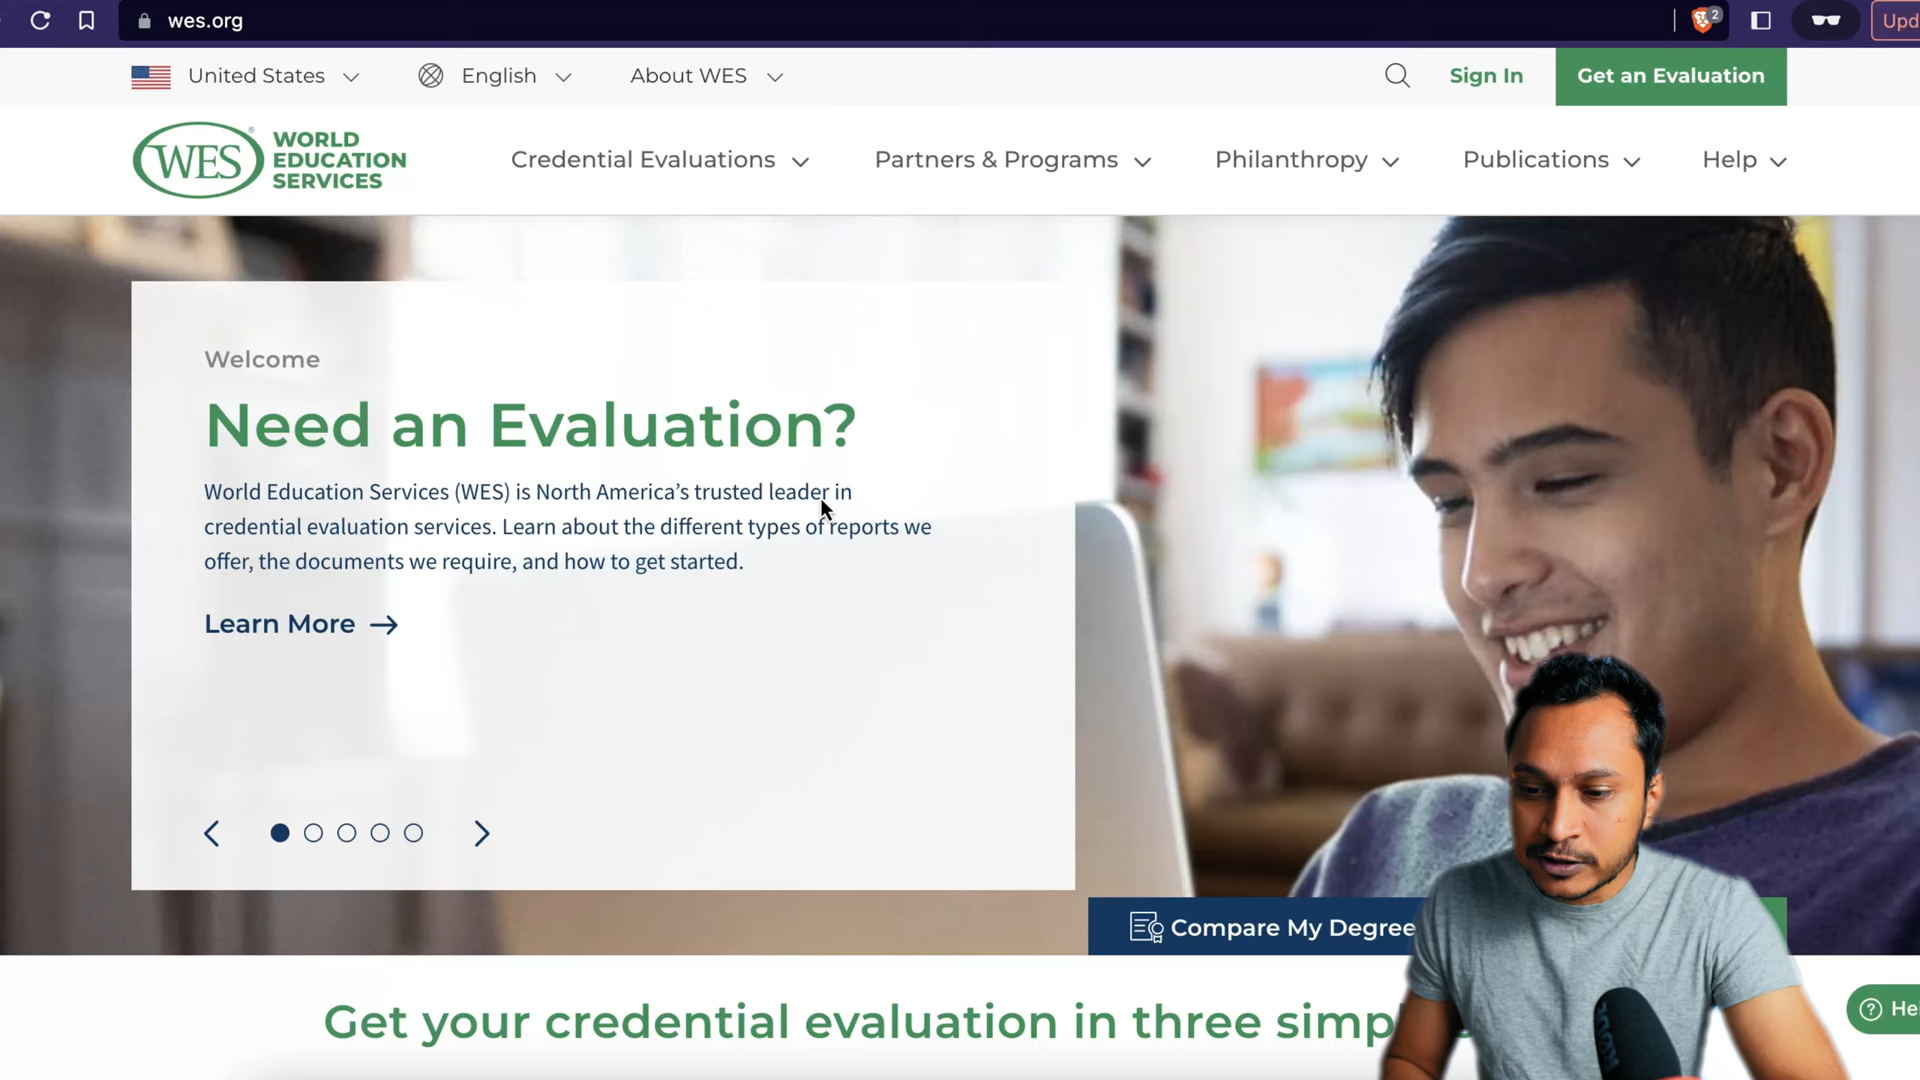 wes.org
2
Upd
United States
English
About WES
Sign In
Get an Evaluation
WES
WORLD
EDUCATION
SERVICES
Credential Evaluations
Partners & Programs
Philanthropy
Publications
Help
Welcome
Need an Evaluation?
World Education Services (WES) is North America’s trusted leader in
credential evaluation services. Learn about the different types of reports we
offer, the documents we require, and how to get started.
Learn More →
Compare My Degree
Get your credential evaluation in three simp
Hel